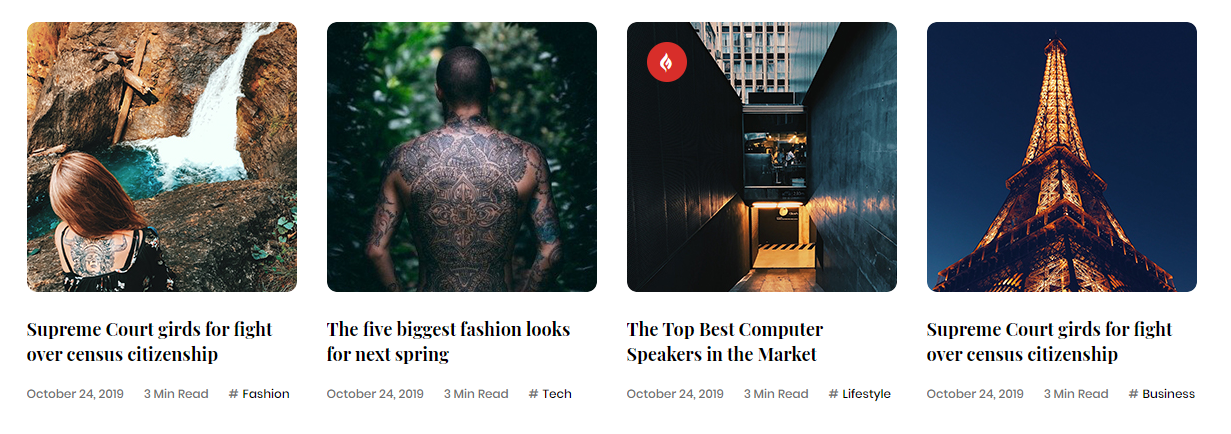 Supreme Court girds for fight
over census citizenship
October 24, 2019 3 Min Read # Fashion
The five biggest fashion looks
for next spring
October 24, 2019 3 Min Read # Tech
The Top Best Computer
Speakers in the Market
October 24, 2019 3 Min Read # Lifestyle
Supreme Court girds for fight
over census citizenship
October 24, 2019 3 Min Read # Business